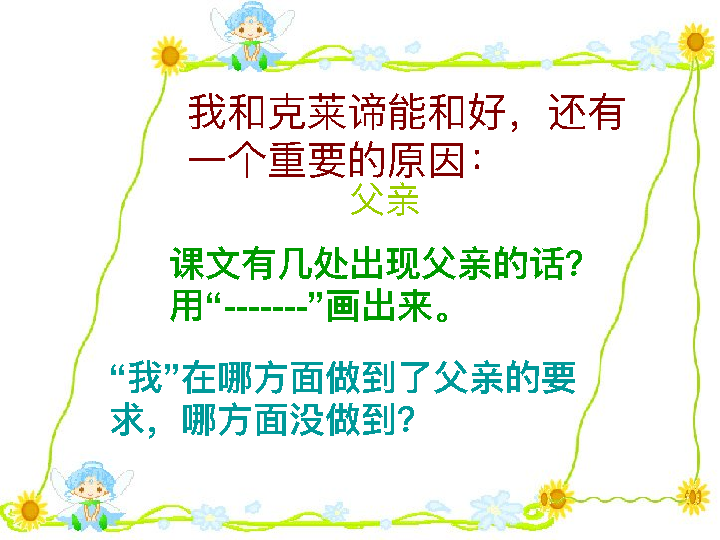 我和克莱谛能和好，还有
一个重要的原因：
父亲
课文有几处出现父亲的话？
用“-------”画出来。
“我”在哪方面做到了父亲的要
求，哪方面没做到？